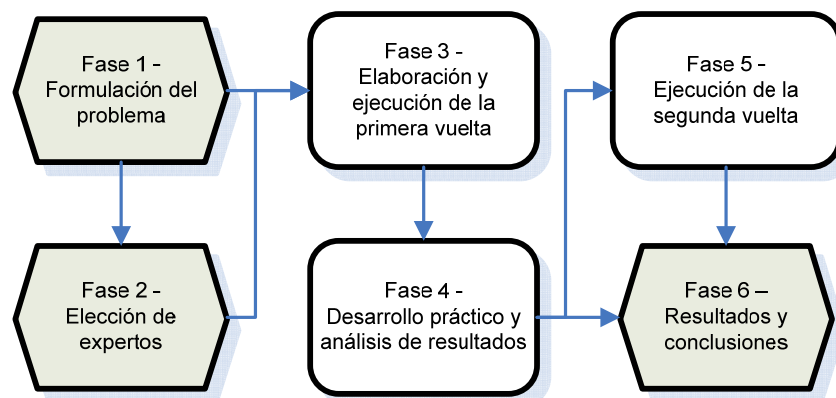 Fase 1 -
Formulación del
problema
Fase 2 -
Elección de
expertos
Fase 3 -
Elaboración y
ejecución de la
primera vuelta
Fase 4 -
Desarrollo práctico y
análisis de resultados
Fase 5 -
Ejecución de la
segunda vuelta
Fase 6 –
Resultados y
conclusiones